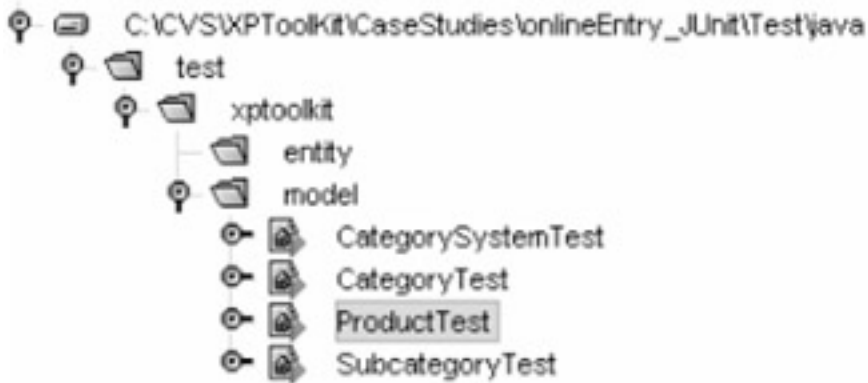 C:\CVS\XPToolKit\CaseStudies\onlineEntry_JUnit\Test\java
test
xptoolkit
entity
model
CategorySystemTest
CategoryTest
ProductTest
SubcategoryTest